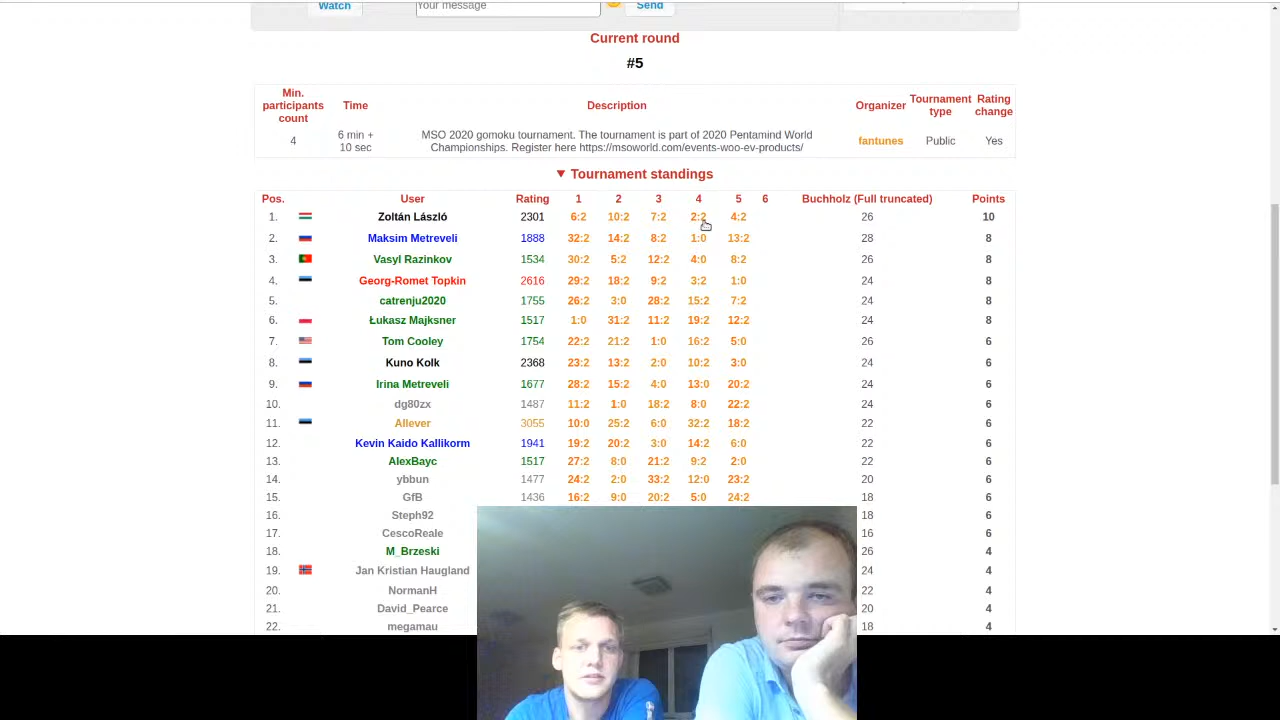 Watch Your message Send
Current round
#5
Min. participants count Time Description Organizer Tournament type Rating change
4 6 min + 10 sec MSO 2020 gomoku tournament. The tournament is part of 2020 Pentamind World Championships. Register here https://msoworld.com/events-woo-ev-products/ fantunes Public Yes
▼ Tournament standings
Pos. User Rating 1 2 3 4 5 6 Buchholz (Full truncated) Points
1. Zoltán László 2301 6:2 10:2 7:2 2:2 4:2 26 10
2. Maksim Metreveli 1888 32:2 14:2 8:2 1:0 13:2 28 8
3. Vasyl Razinkov 1534 30:2 5:2 12:2 4:0 8:2 26 8
4. Georg-Romet Topkin 2616 29:2 18:2 9:2 3:2 1:0 24 8
5. catrenju2020 1755 26:2 3:0 28:2 15:2 7:2 24 8
6. Łukasz Majksner 1517 1:0 31:2 11:2 19:2 12:2 24 8
7. Tom Cooley 1754 22:2 21:2 1:0 16:2 5:0 26 6
8. Kuno Kolk 2368 23:2 13:2 2:0 10:2 3:0 24 6
9. Irina Metreveli 1677 28:2 15:2 4:0 13:0 20:2 24 6
10. dg80zx 1487 11:2 1:0 18:2 8:0 22:2 24 6
11. Allever 3055 10:0 25:2 6:0 32:2 18:2 22 6
12. Kevin Kaido Kallikorm 1941 19:2 20:2 3:0 14:2 6:0 22 6
13. AlexBayc 1517 27:2 8:0 21:2 9:2 2:0 22 6
14. ybbun 1477 24:2 2:0 33:2 12:0 23:2 20 6
15. GfB 1436 16:2 9:0 20:2 5:0 24:2 18 6
16. Steph92 18 6
17. CescoReale 16 6
18. M_Brzeski 26 4
19. Jan Kristian Haugland 24 4
20. NormanH 22 4
21. David_Pearce 20 4
22. megamau 18 4